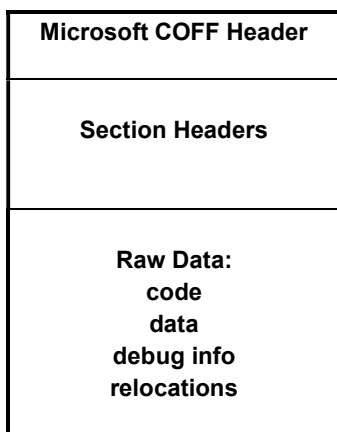 Microsoft COFF Header
Section Headers
Raw Data:
code
data
debug info
relocations